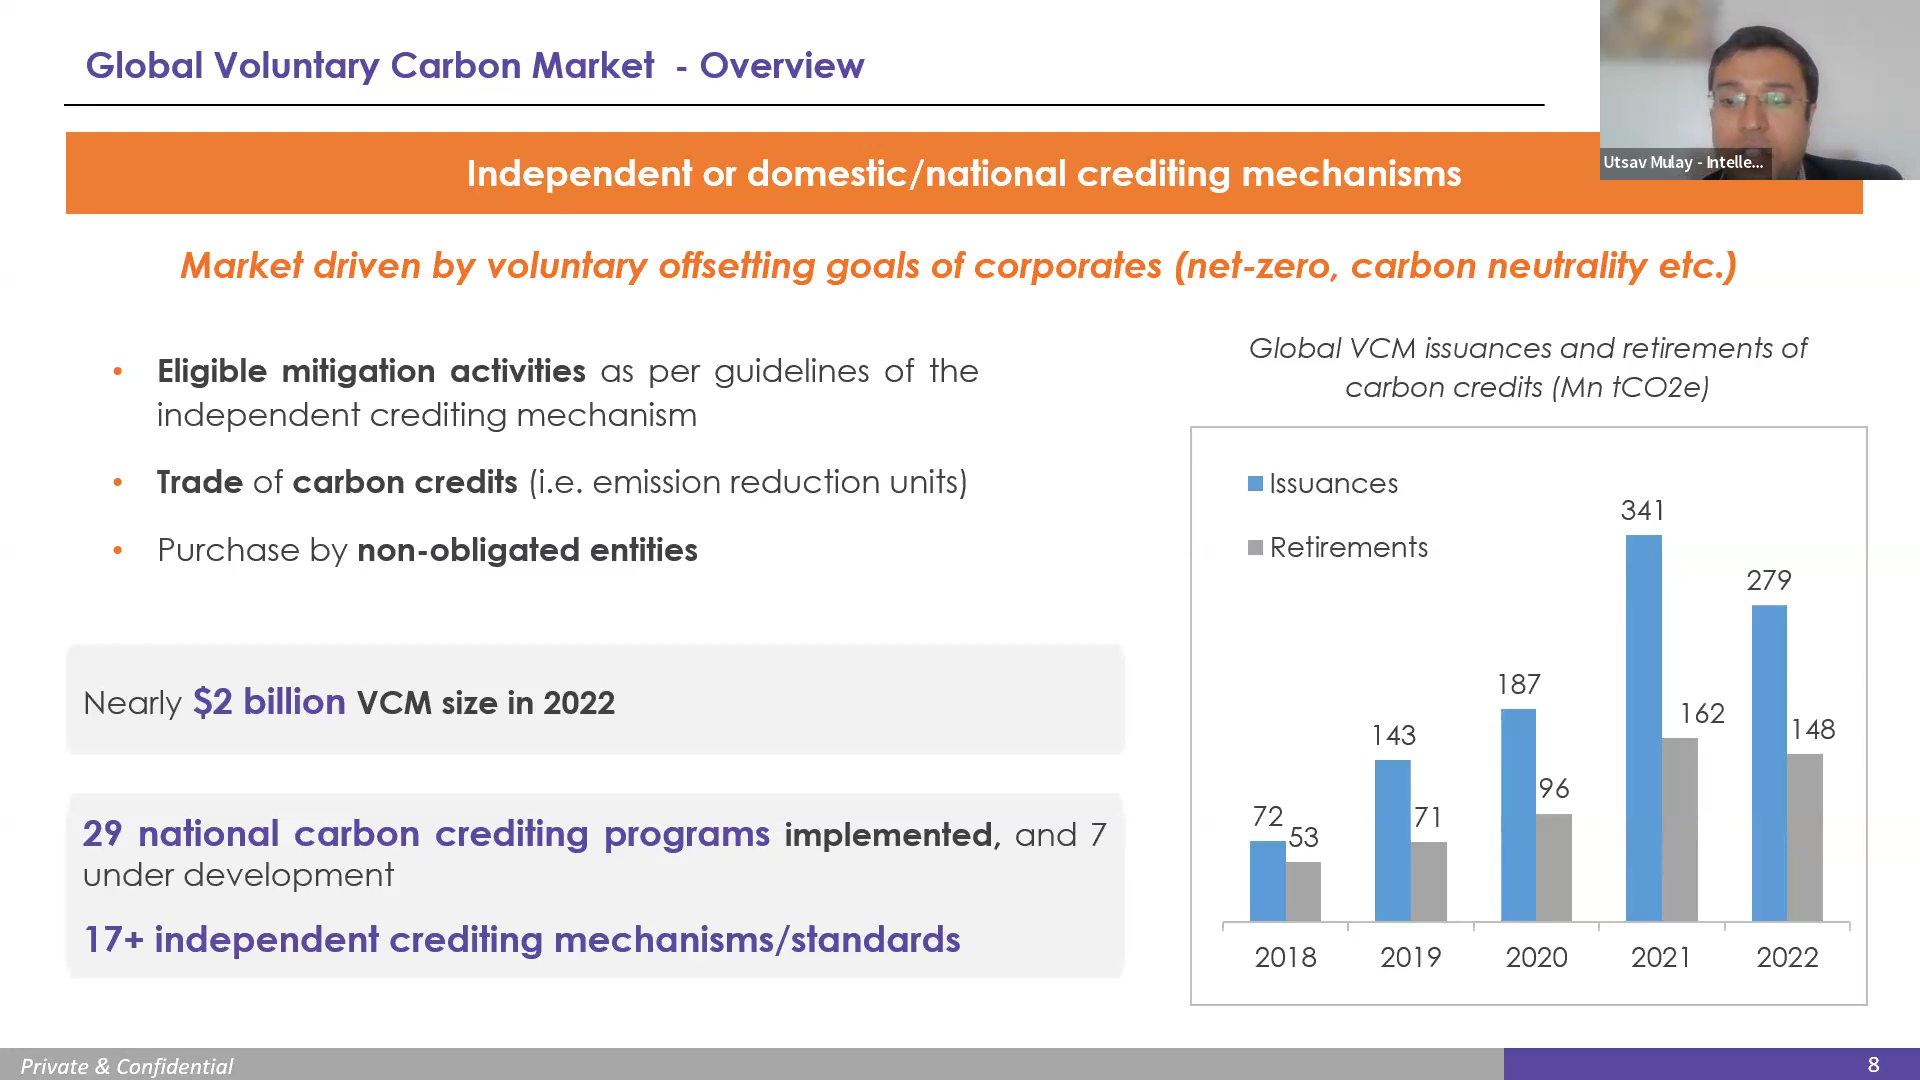 Global Voluntary Carbon Market - Overview
Utsav Mulay - Intelle...
Independent or domestic/national crediting mechanisms
Market driven by voluntary offsetting goals of corporates (net-zero, carbon neutrality etc.)
• Eligible mitigation activities as per guidelines of the
independent crediting mechanism
• Trade of carbon credits (i.e. emission reduction units)
• Purchase by non-obligated entities
Nearly $2 billion VCM size in 2022
29 national carbon crediting programs implemented, and 7
under development
17+ independent crediting mechanisms/standards
Global VCM issuances and retirements of
carbon credits (Mn tCO2e)
Issuances
Retirements
72
53
143
71
187
96
341
162
279
148
2018 2019 2020 2021 2022
Private & Confidential
8